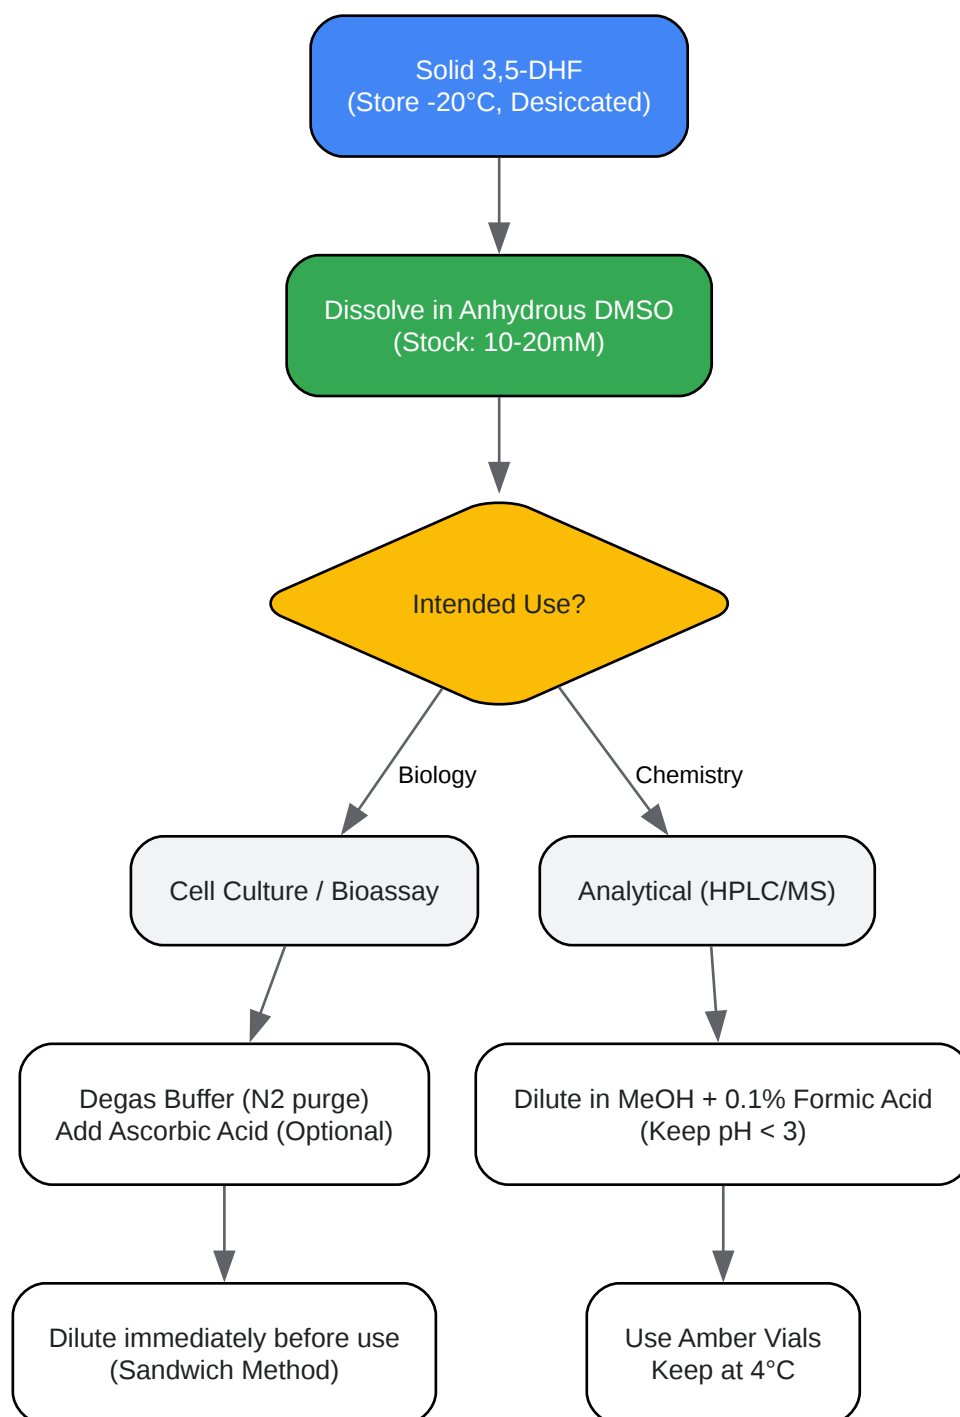 Solid 3,5-DHF
(Store -20°C, Desiccated)
Dissolve in Anhydrous DMSO
(Stock: 10-20mM)
Intended Use?
Biology
Chemistry
Cell Culture / Bioassay
Analytical (HPLC/MS)
Degas Buffer (N2 purge)
Add Ascorbic Acid (Optional)
Dilute in MeOH + 0.1% Formic Acid
(Keep pH < 3)
Dilute immediately before use
(Sandwich Method)
Use Amber Vials
Keep at 4°C